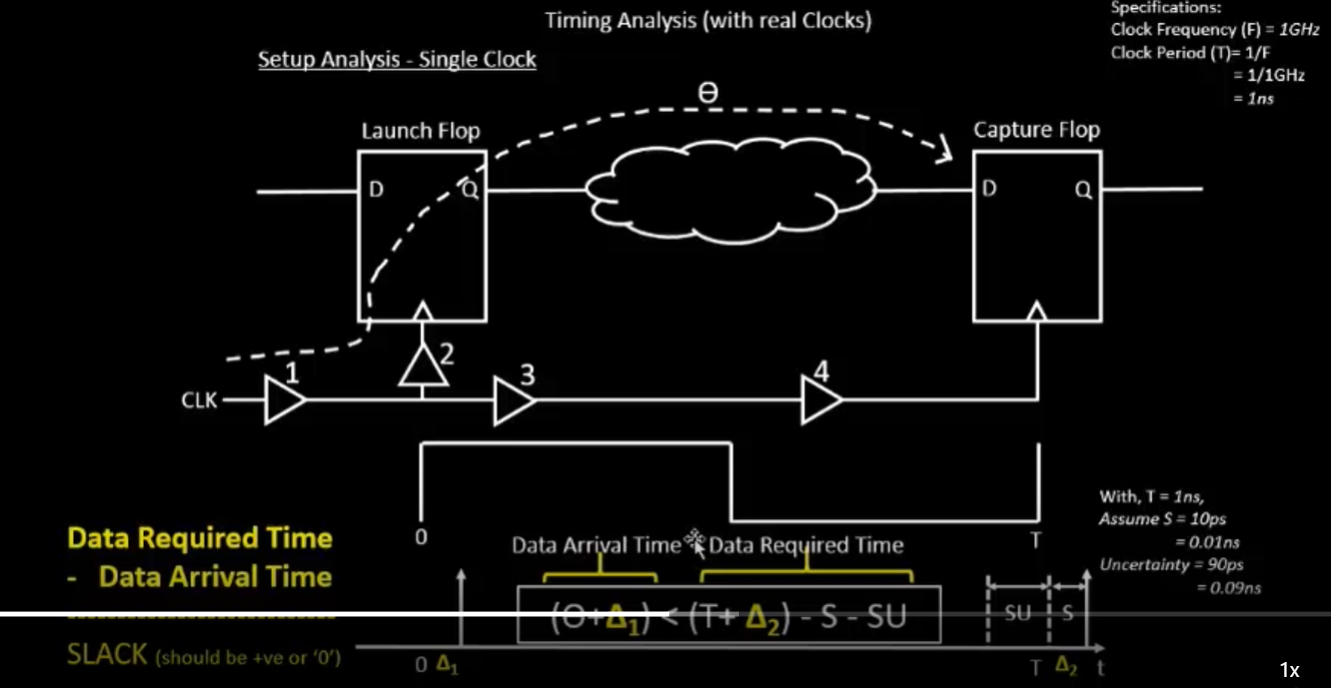 Timing Analysis (with real Clocks)
Specifications:
Clock Frequency (F) = 1GHz
Clock Period (T)= 1/F
= 1/1GHz
= 1ns
Setup Analysis - Single Clock
ϴ
Launch Flop
Capture Flop
D
Q
D
Q
CLK
1
2
3
4
0
T
With, T = 1ns,
Assume S = 10ps
= 0.01ns
Uncertainty = 90ps
= 0.09ns
Data Required Time
- Data Arrival Time
SLACK (should be +ve or '0')
Data Arrival Time
Data Required Time
(ϴ+Δ₁) < (T+ Δ₂) - S - SU
SU
S
0 Δ₁
T Δ₂ t
1x